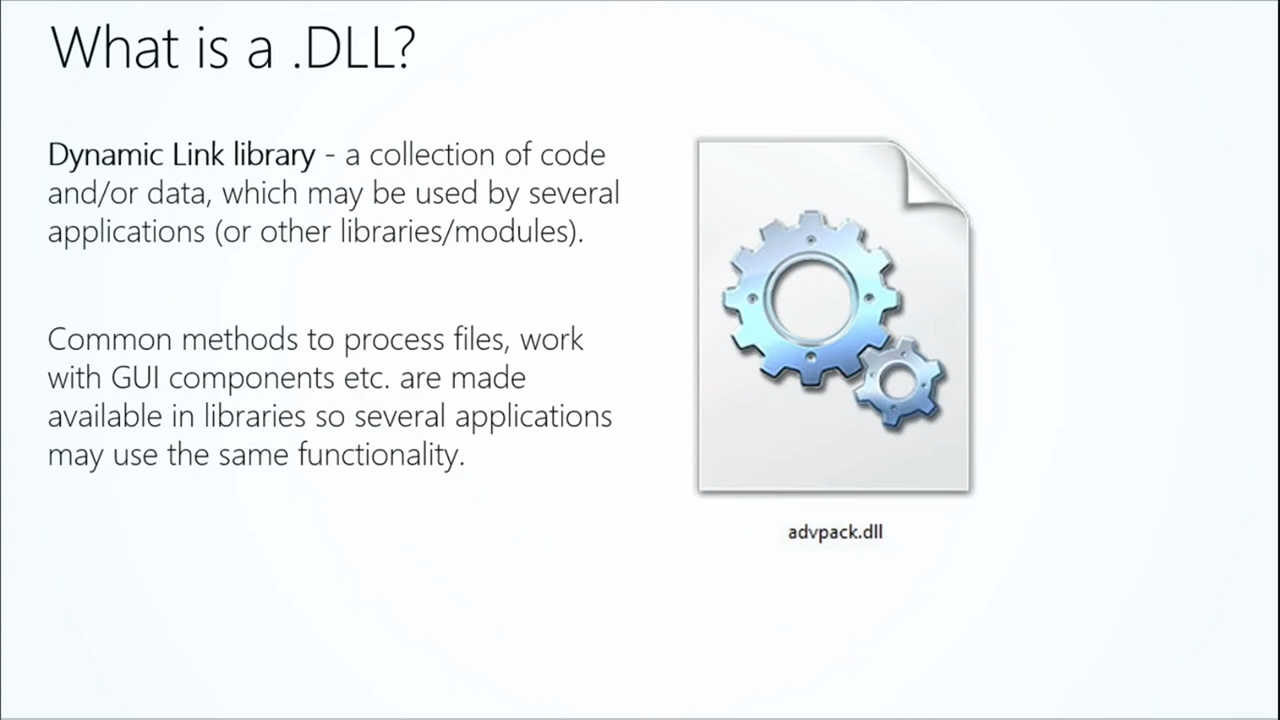 What is a .DLL?
Dynamic Link library - a collection of code
and/or data, which may be used by several
applications (or other libraries/modules).
Common methods to process files, work
with GUI components etc. are made
available in libraries so several applications
may use the same functionality.
advpack.dll